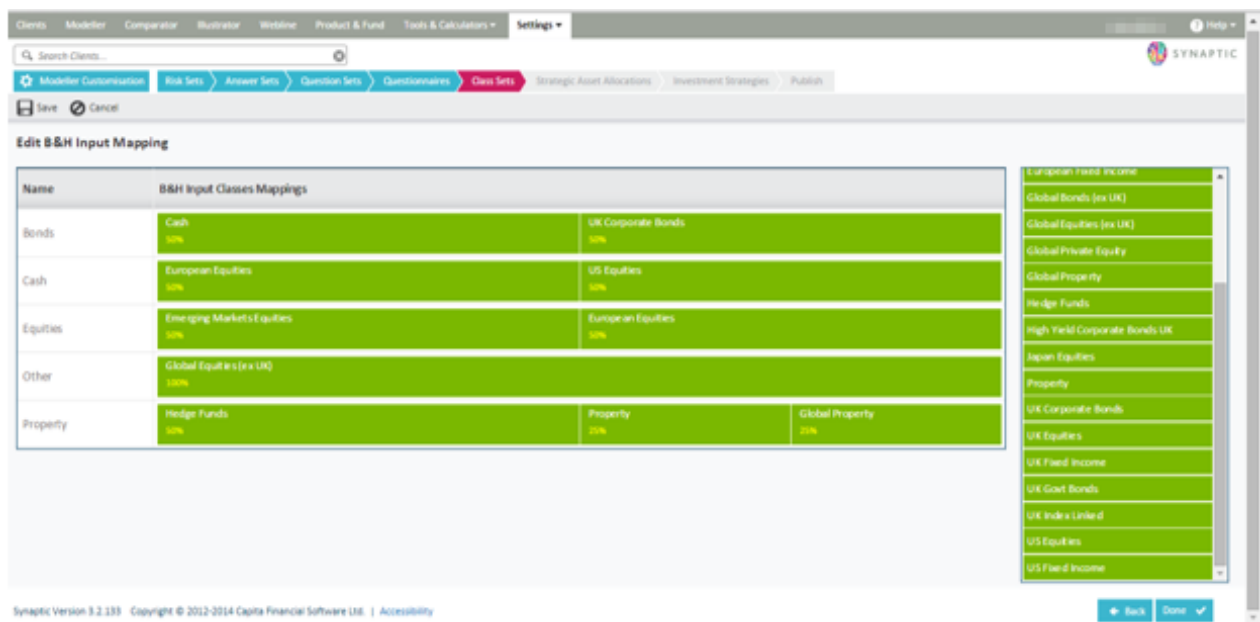 Clients Modeller Comparator Illustrator Webline Product & Fund Tools & Calculators Settings Help
Search Clients...
SYNAPTIC
Modeller Customisation Risk Sets Answer Sets Question Sets Questionnaires Class Sets Strategic Asset Allocations Investment Strategies Publish
Save Cancel
Edit B&H Input Mapping
Name B&H Input Classes Mappings
Bonds
Cash
50%
UK Corporate Bonds
50%
Cash
European Equities
50%
US Equities
50%
Equities
Emerging Markets Equities
50%
European Equities
50%
Other
Global Equities (ex UK)
100%
Property
Hedge Funds
50%
Property
25%
Global Property
25%
European Fixed Income
Global Bonds (ex UK)
Global Equities (ex UK)
Global Private Equity
Global Property
Hedge Funds
High Yield Corporate Bonds UK
Japan Equities
Property
UK Corporate Bonds
UK Equities
UK Fixed Income
UK Govt Bonds
UK Index Linked
US Equities
US Fixed Income
Synaptic Version 3.2.133 Copyright © 2012-2014 Capita Financial Software Ltd. | Accessibility
Back Done